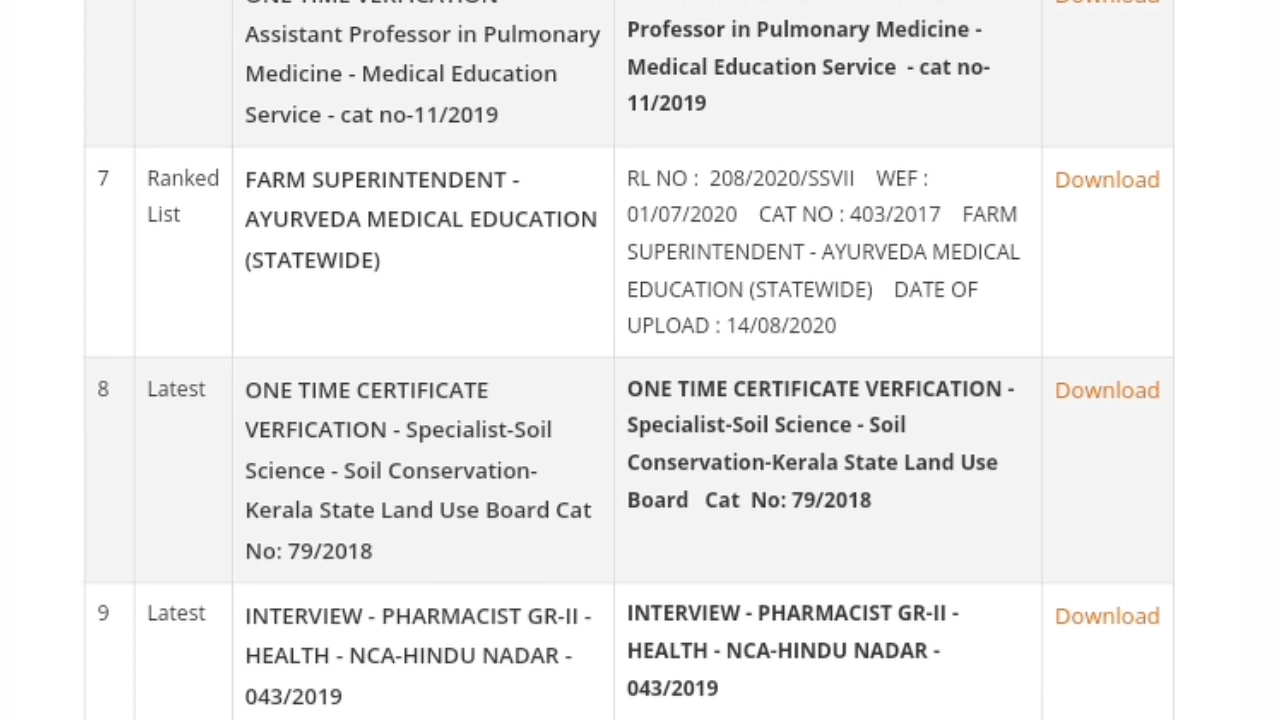 ONE TIME VERFICATION
Assistant Professor in Pulmonary
Medicine - Medical Education
Service - cat no-11/2019
Professor in Pulmonary Medicine -
Medical Education Service - cat no-
11/2019
Download
7
Ranked
List
FARM SUPERINTENDENT -
AYURVEDA MEDICAL EDUCATION
(STATEWIDE)
RL NO : 208/2020/SSVII WEF :
01/07/2020 CAT NO : 403/2017 FARM
SUPERINTENDENT - AYURVEDA MEDICAL
EDUCATION (STATEWIDE) DATE OF
UPLOAD : 14/08/2020
Download
8
Latest
ONE TIME CERTIFICATE
VERFICATION - Specialist-Soil
Science - Soil Conservation-
Kerala State Land Use Board Cat
No: 79/2018
ONE TIME CERTIFICATE VERFICATION -
Specialist-Soil Science - Soil
Conservation-Kerala State Land Use
Board Cat No: 79/2018
Download
9
Latest
INTERVIEW - PHARMACIST GR-II -
HEALTH - NCA-HINDU NADAR -
043/2019
INTERVIEW - PHARMACIST GR-II -
HEALTH - NCA-HINDU NADAR -
043/2019
Download